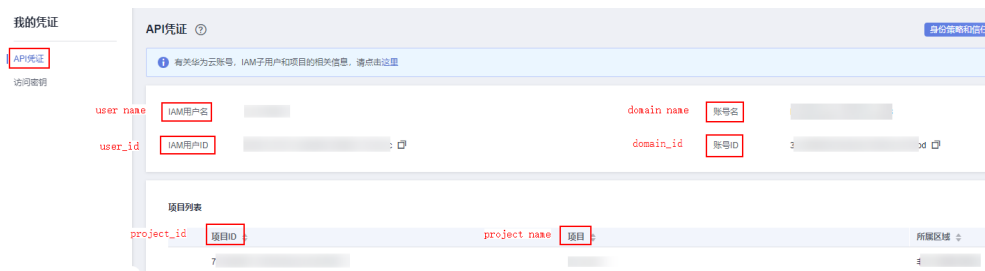 我的凭证
API凭证
访问密钥
API凭证 ?
身份策略和信任
有关华为云账号，IAM子用户和项目的相关信息，请点击这里
user name IAM用户名
domain name 账号名
user_id IAM用户ID c
domain_id 账号ID 3 bd
项目列表
project_id 项目ID
project name 项目
所属区域
7